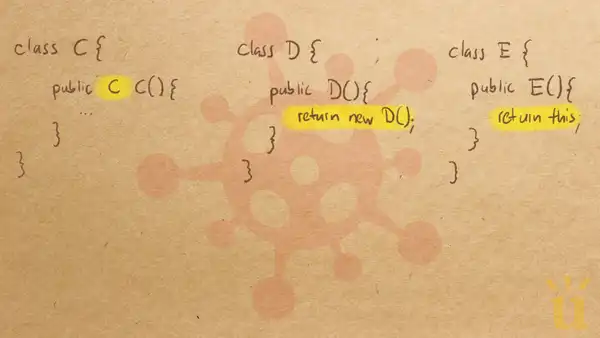 class C {
public C C() {
...
}
}
class D {
public D() {
return new D();
}
}
class E {
public E() {
return this;
}
}
u